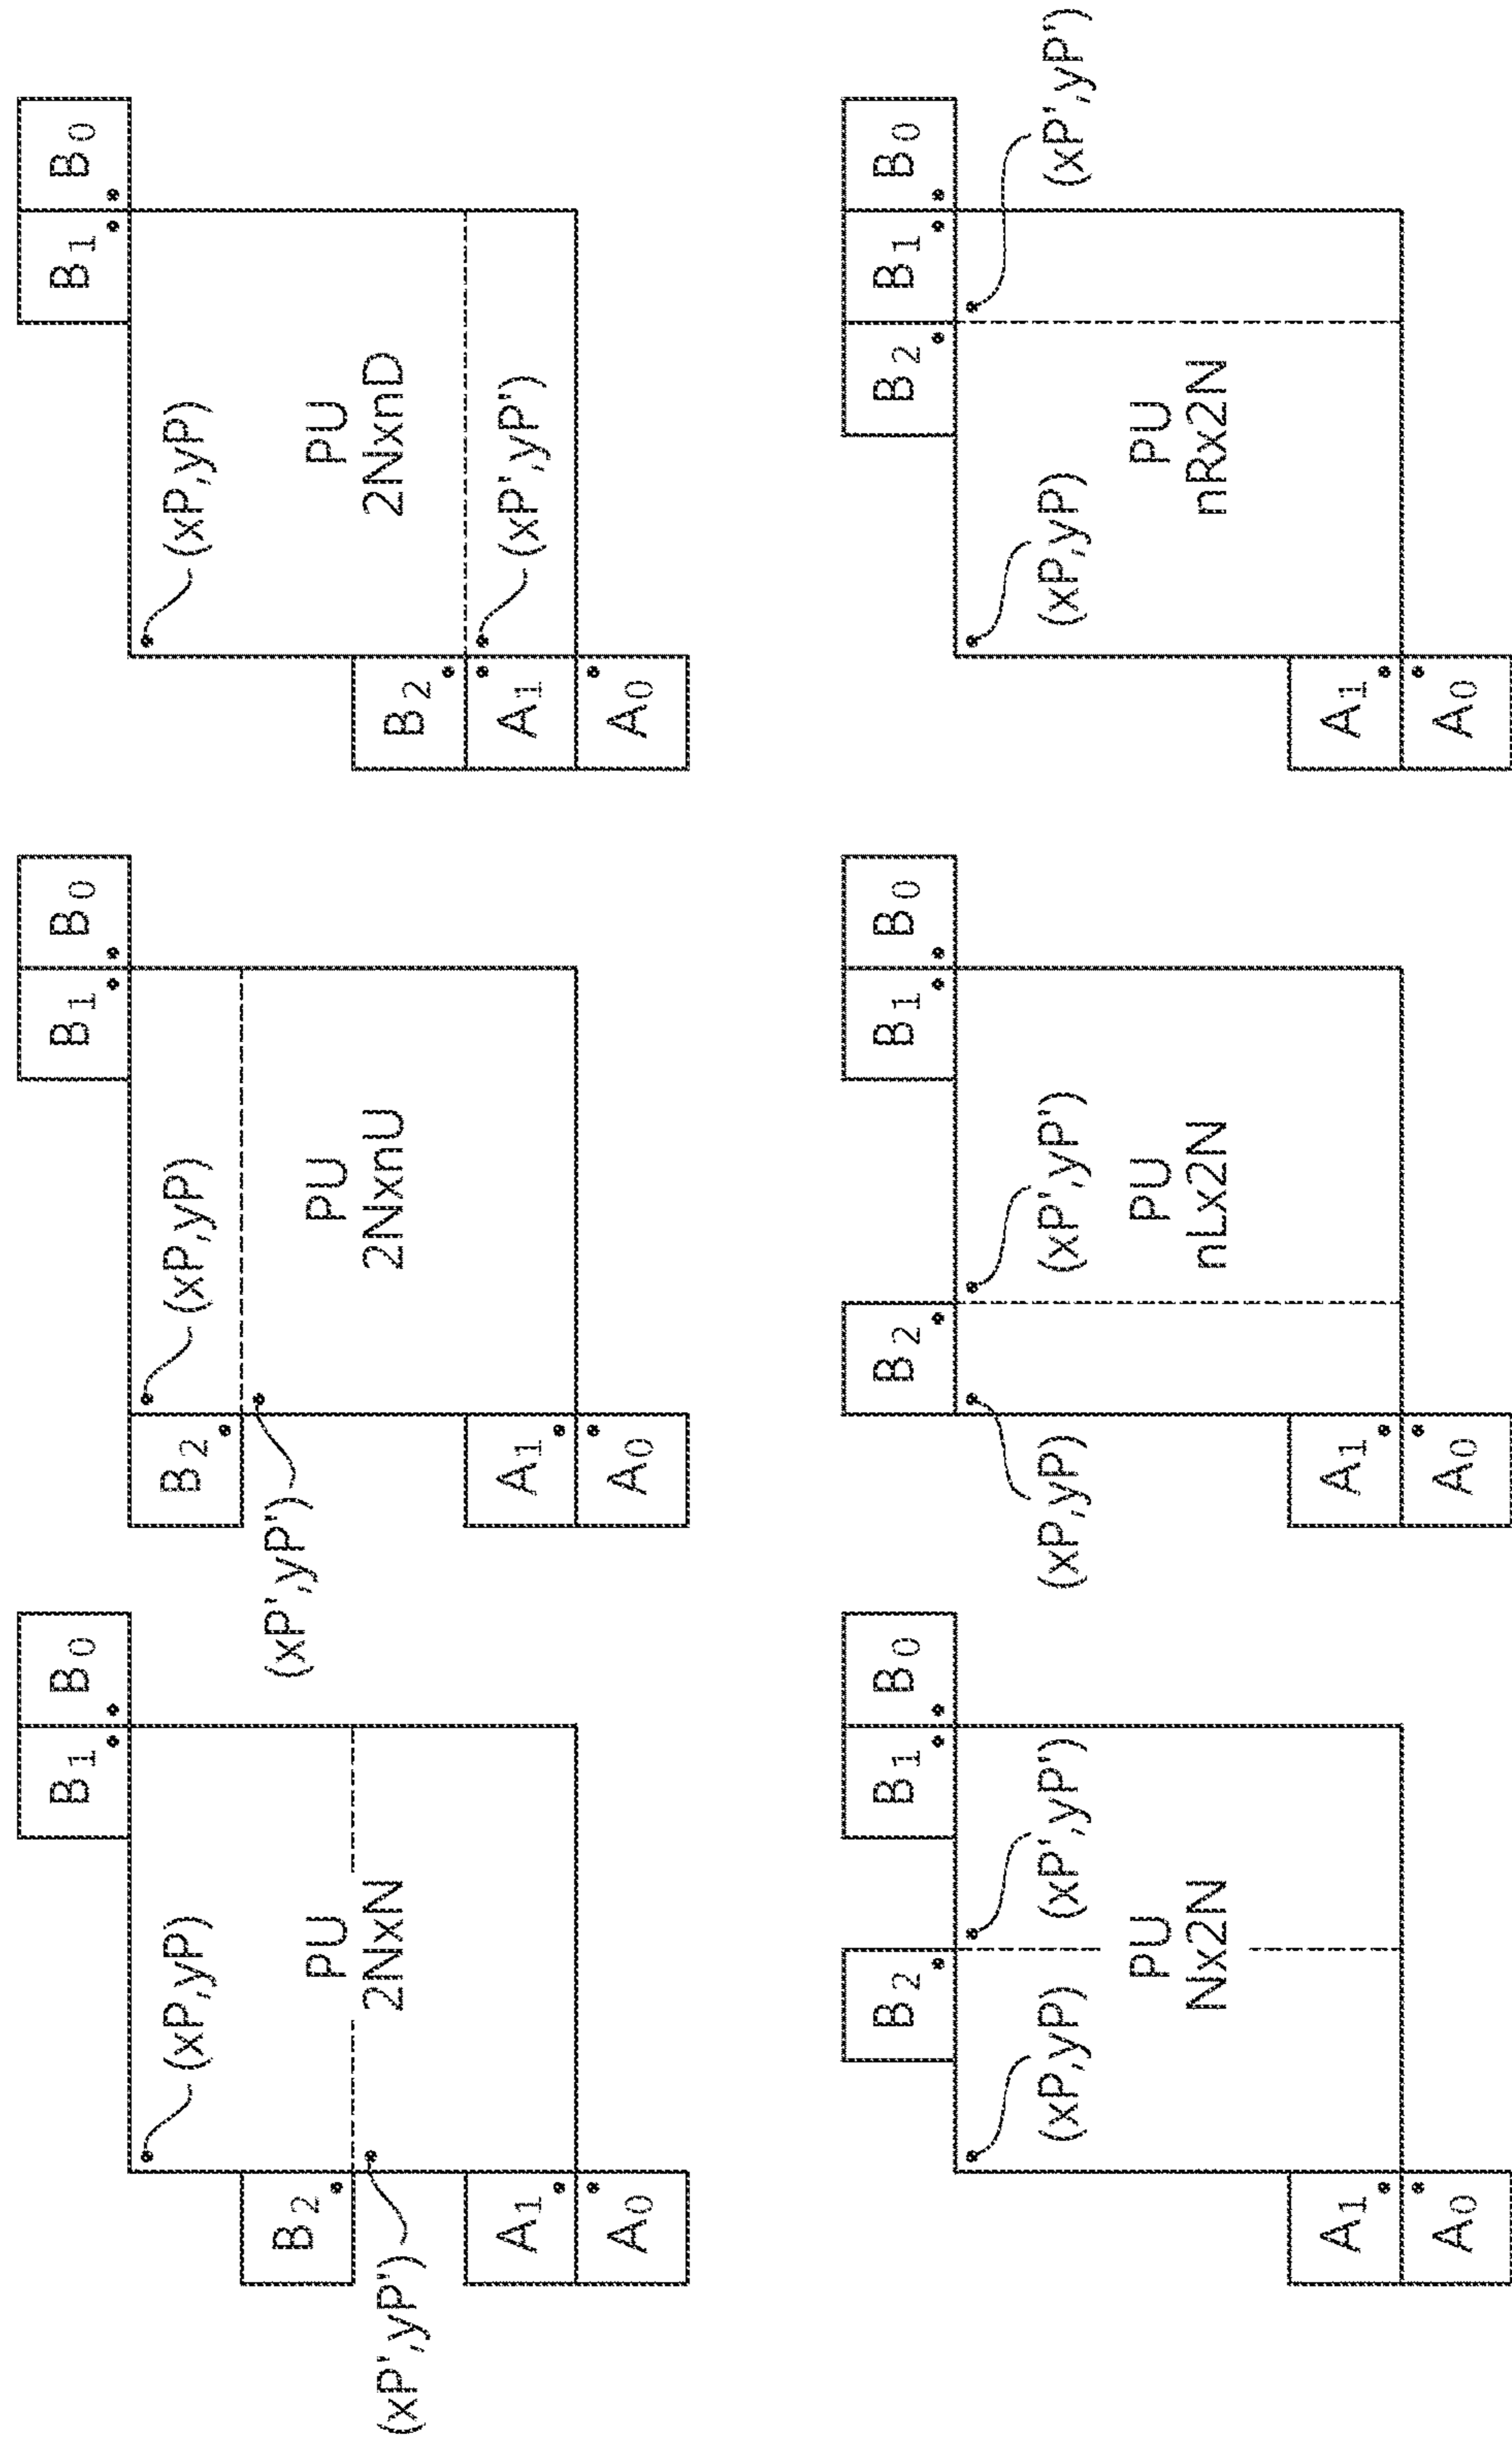 B0
B1
(xP,yP)
PU
2NxN
B2
(xP',yP')
A1
A0
B0
B1
(xP,yP)
B2
PU
2NxnU
(xP',yP')
A1
A0
B0
B1
(xP,yP)
PU
2NxnD
B2
A1
(xP',yP')
A0
B2
B1
B0
(xP,yP)
(xP',yP')
PU
Nx2N
A1
A0
B2
B1
B0
(xP,yP)
(xP',yP')
PU
nLx2N
A1
A0
B2
B1
B0
(xP,yP)
(xP',yP')
PU
nRx2N
A1
A0